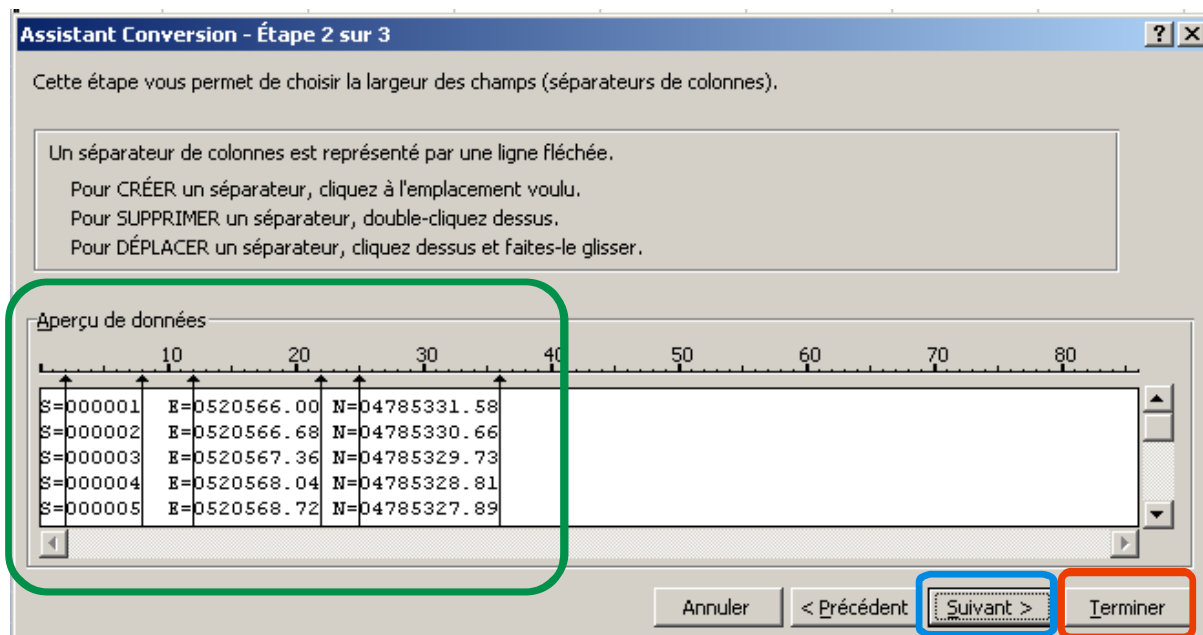 Assistant Conversion - Étape 2 sur 3
Cette étape vous permet de choisir la largeur des champs (séparateurs de colonnes).
Un séparateur de colonnes est représenté par une ligne fléchée.
Pour CRÉER un séparateur, cliquez à l'emplacement voulu.
Pour SUPPRIMER un séparateur, double-cliquez dessus.
Pour DÉPLACER un séparateur, cliquez dessus et faites-le glisser.
Aperçu de données
10 20 30 40 50 60 70 80
S=000001 E=0520566.00 N=04785331.58
S=000002 E=0520566.68 N=04785330.66
S=000003 E=0520567.36 N=04785329.73
S=000004 E=0520568.04 N=04785328.81
S=000005 E=0520568.72 N=04785327.89
Annuler < Précédent Suivant > Terminer